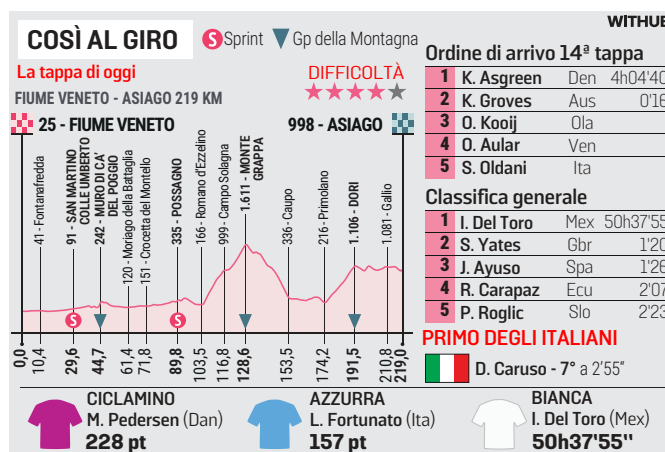 WITHUB
COSÌ AL GIRO
S Sprint Gp della Montagna
La tappa di oggi
DIFFICOLTÀ
FIUME VENETO - ASIAGO 219 KM
25 - FIUME VENETO
998 - ASIAGO
41 - Fontanafredda
91 - SAN MARTINO
COLLE UMBERTO
242 - MURO DI CA'
DEL POGGIO
120 - Moriago della Battaglia
151 - Crocetta del Montello
335 - POSSAGNO
166 - Romano d'Ezzelino
999 - Campo Solagna
1.611 - MONTE
GRAPPA
336 - Caupo
216 - Primolano
1.106 - DORI
1.081 - Gallio
S S
0,0
10,4
29,6
44,7
61,4
71,8
89,8
103,5
116,8
128,6
153,5
174,2
191,5
210,8
219,0
Ordine di arrivo 14ª tappa
1 K. Asgreen Den 4h04'40
2 K. Groves Aus 0'16
3 O. Kooij Ola
4 O. Aular Ven
5 S. Oldani Ita
Classifica generale
1 I. Del Toro Mex 50h37'55
2 S. Yates Gbr 1'20
3 J. Ayuso Spa 1'26
4 R. Carapaz Ecu 2'07
5 P. Roglic Slo 2'23
PRIMO DEGLI ITALIANI
D. Caruso - 7° a 2'55"
CICLAMINO
M. Pedersen (Dan)
228 pt
AZZURRA
L. Fortunato (Ita)
157 pt
BIANCA
I. Del Toro (Mex)
50h37'55"